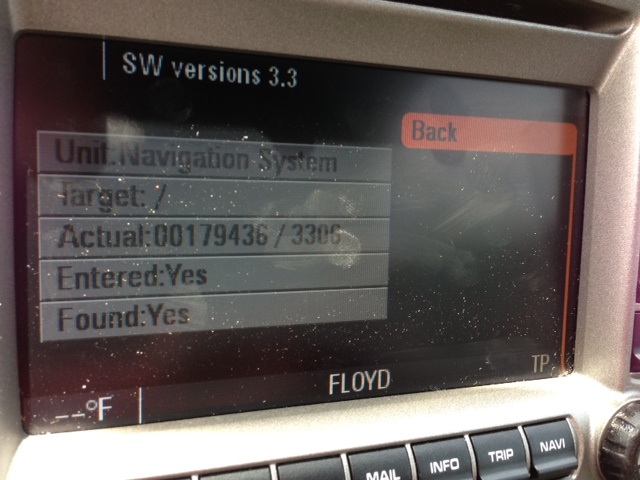 SW versions 3.3
Back
Unit:Navigation System
Target: /
Actual:00179436 / 3306
Entered:Yes
Found:Yes
TP
FLOYD
--°F
MAIL INFO TRIP NAVI